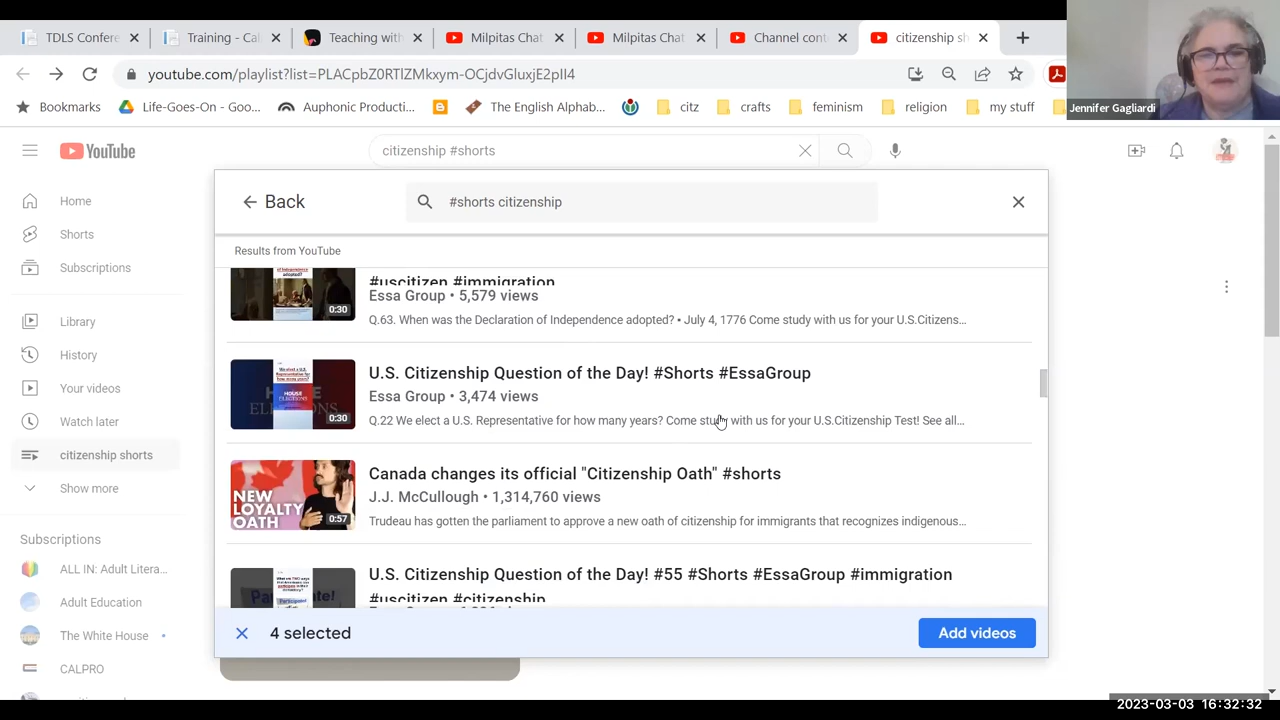 TDLS Confere
Training - Cal
Teaching with
Milpitas Chat
Milpitas Chat
Channel cont
citizenship sh
youtube.com/playlist?list=PLACpbZ0RTlZMkxym-OCjdvGluxjE2plI4
Bookmarks
Life-Goes-On - Goo...
Auphonic Producti...
The English Alphab...
citz
crafts
feminism
religion
my stuff
Jennifer Gagliardi
YouTube
citizenship #shorts
Home
Shorts
Subscriptions
Library
History
Your videos
Watch later
citizenship shorts
Show more
Subscriptions
ALL IN: Adult Litera...
Adult Education
The White House
CALPRO
Back
#shorts citizenship
Results from YouTube
#uscitizen #immigration
Essa Group • 5,579 views
Q.63. When was the Declaration of Independence adopted? • July 4, 1776 Come study with us for your U.S.Citizens...
0:30
U.S. Citizenship Question of the Day! #Shorts #EssaGroup
Essa Group • 3,474 views
Q.22 We elect a U.S. Representative for how many years? Come study with us for your U.S.Citizenship Test! See all...
HOUSE
ELECTIONS
0:30
Canada changes its official "Citizenship Oath" #shorts
J.J. McCullough • 1,314,760 views
Trudeau has gotten the parliament to approve a new oath of citizenship for immigrants that recognizes indigenous...
NEW
LOYALTY
OATH
0:57
U.S. Citizenship Question of the Day! #55 #Shorts #EssaGroup #immigration
#uscitizen #citizenship
4 selected
Add videos
2023-03-03 16:32:32